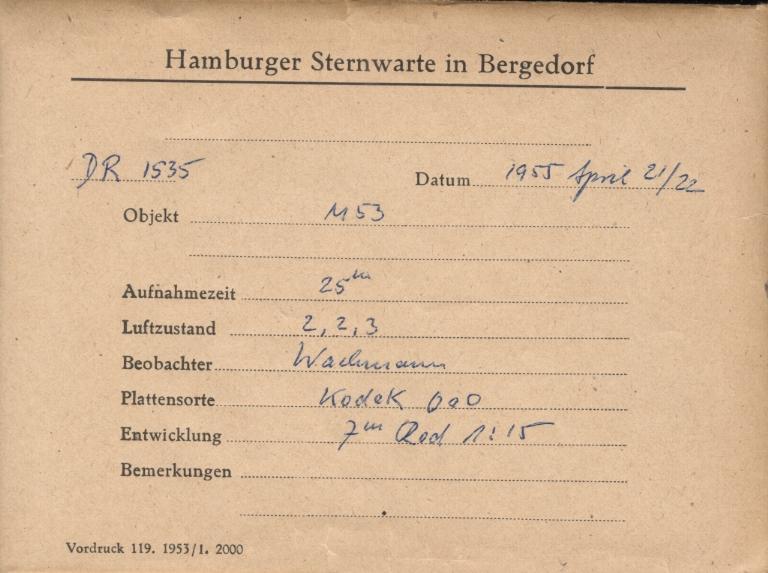 Hamburger Sternwarte in Bergedorf
DR 1535
Datum 1955 April 21/22
Objekt M53
Aufnahmezeit 25m
Luftzustand 2, 2, 3
Beobachter Wachmann
Plattensorte Kodak OaO
Entwicklung 7m Rod 1:15
Bemerkungen
Vordruck 119. 1953/1. 2000